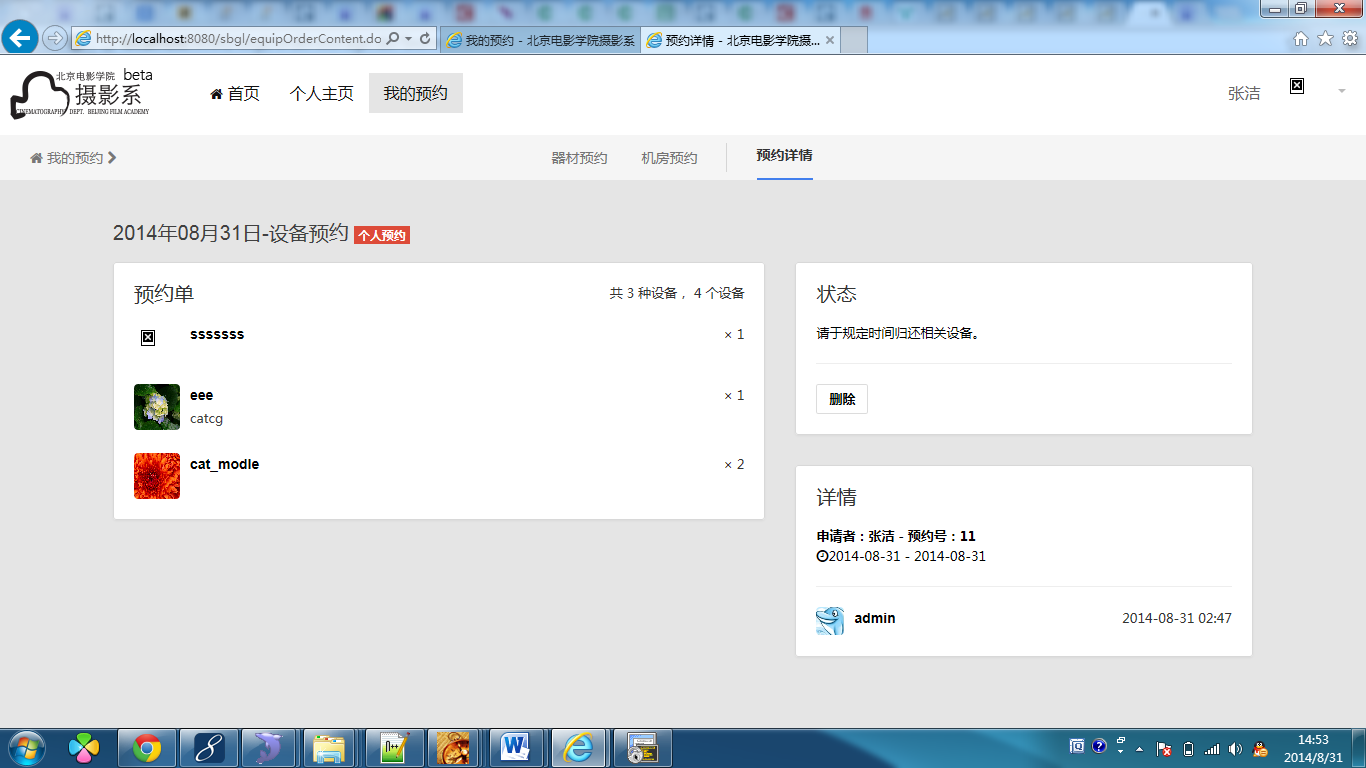 http://localhost:8080/sbgl/equipOrderContent.do
我的预约 - 北京电影学院摄影系
预约详情 - 北京电影学院摄...
北京电影学院 beta
摄影系
CINEMATOGRAPHY DEPT. BEIJING FILM ACADEMY
首页
个人主页
我的预约
张洁
我的预约
器材预约
机房预约
预约详情
2014年08月31日-设备预约 个人预约
预约单
共 3 种设备，4 个设备
sssssss
× 1
eee
× 1
catcg
cat_modle
× 2
状态
请于规定时间归还相关设备。
删除
详情
申请者：张洁 - 预约号：11
2014-08-31 - 2014-08-31
admin
2014-08-31 02:47
14:53
2014/8/31